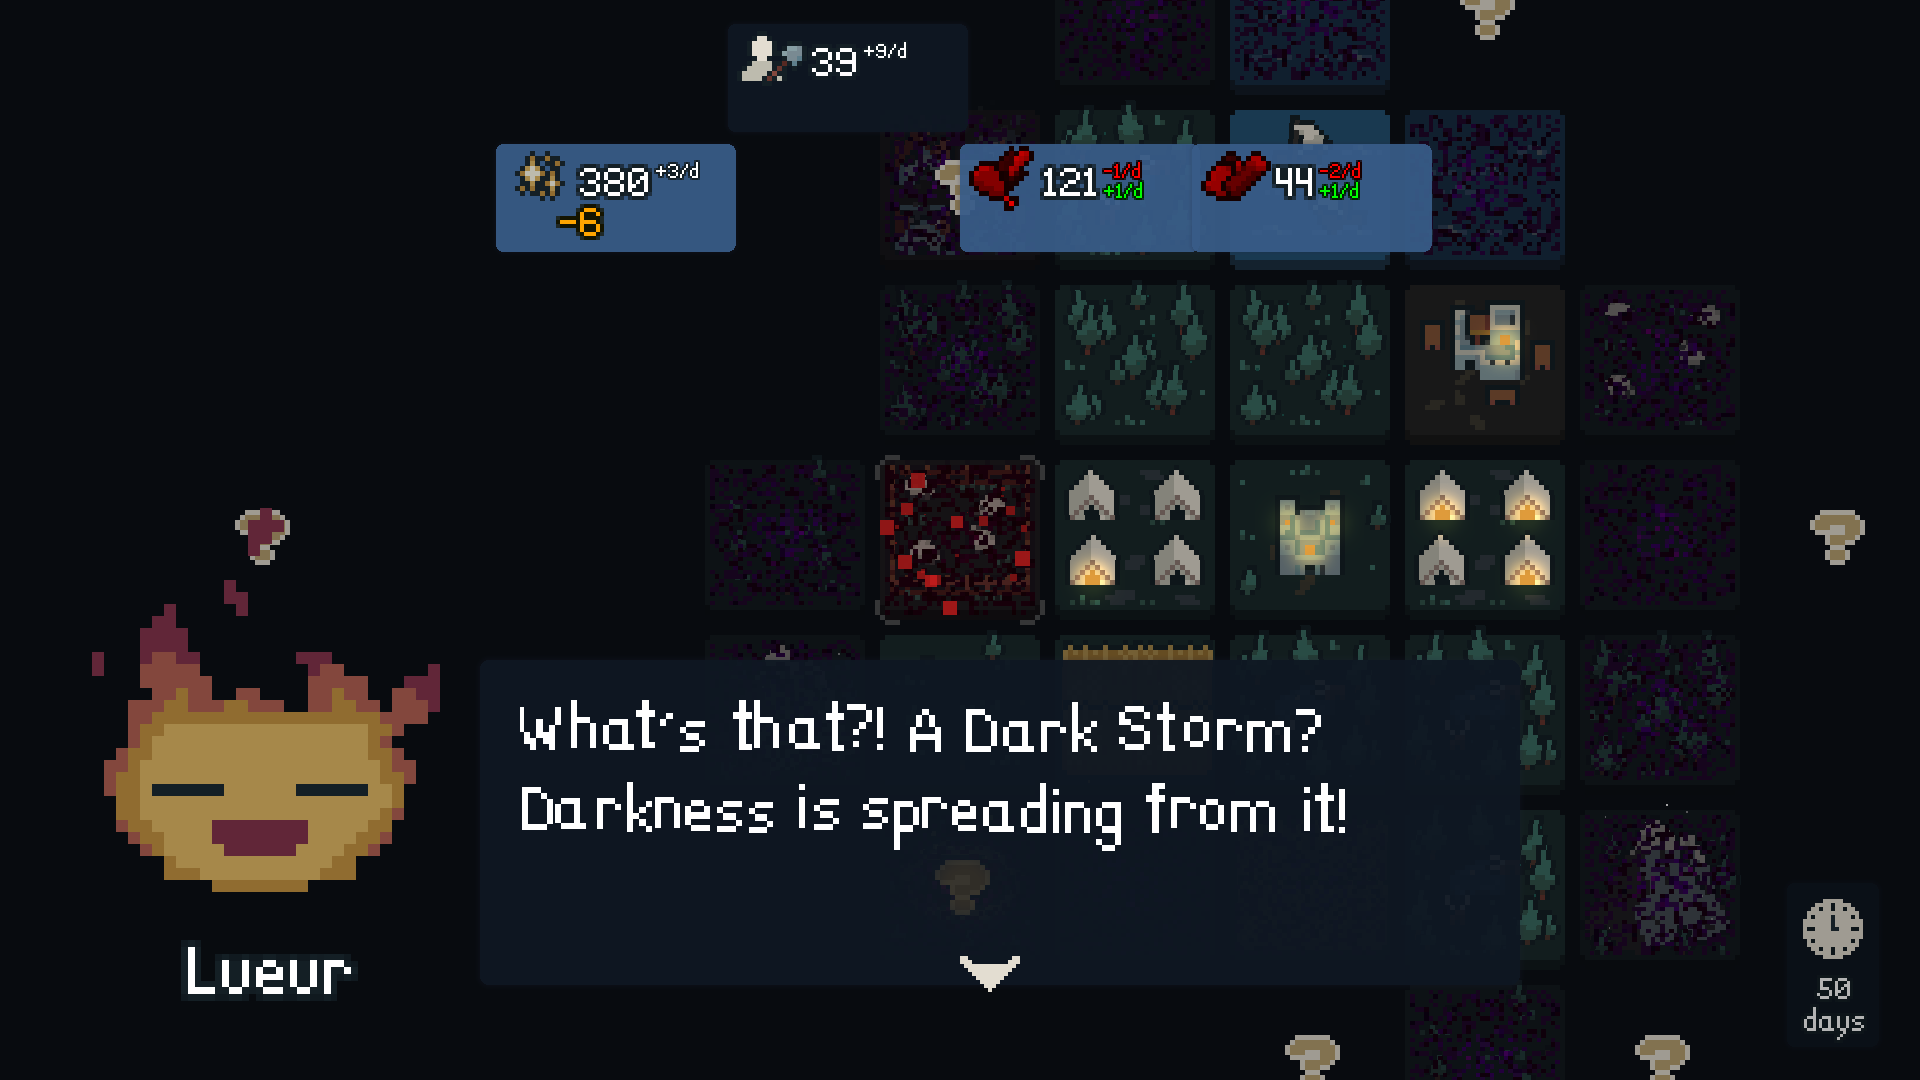 39 +9/d
380 +3/d
-6
121 -1/d
+1/d
44 -2/d
+1/d
What's that?! A Dark Storm?
Darkness is spreading from it!
Lueur
50
days